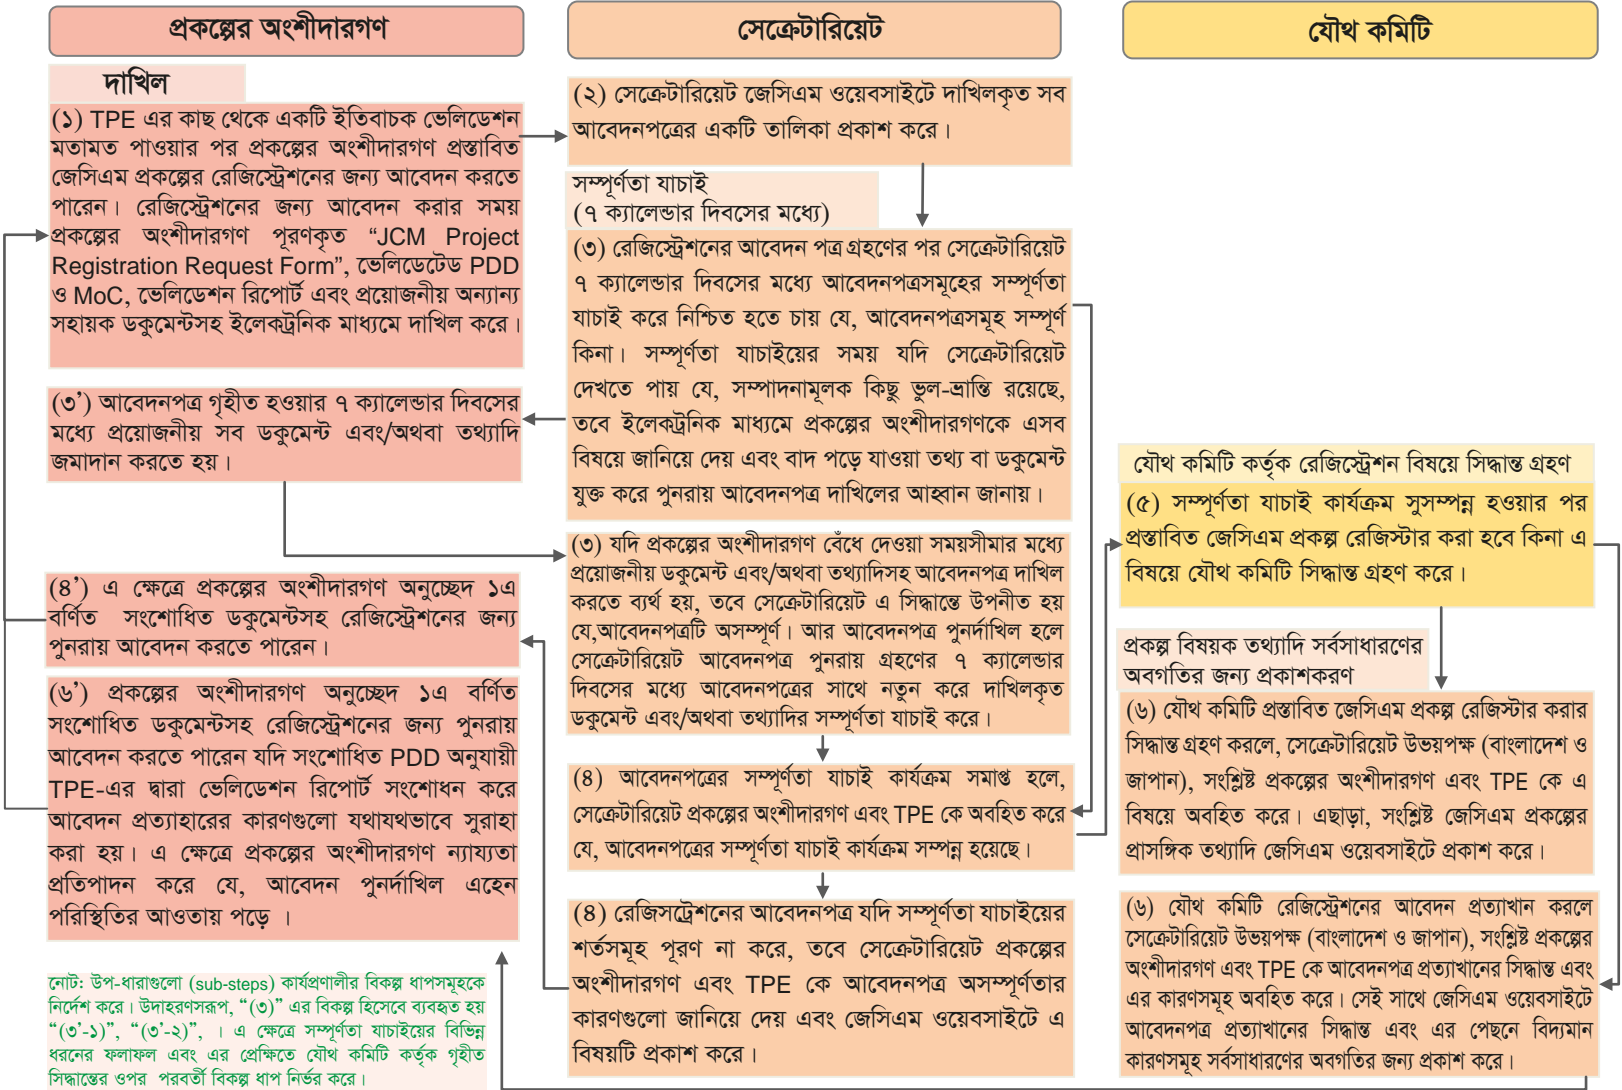 প্রকল্পের অংশীদারগণ
দাখিল
(১) TPE এর কাছ থেকে একটি ইতিবাচক ভেলিডেশন
মতামত পাওয়ার পর প্রকল্পের অংশীদারগণ প্রস্তাবিত
জেসিএম প্রকল্পের রেজিস্ট্রেশনের জন্য আবেদন করতে
পারেন। রেজিস্ট্রেশনের জন্য আবেদন করার সময়
প্রকল্পের অংশীদারগণ পূরণকৃত “JCM Project
Registration Request Form”, ভেলিডেটেড PDD
ও MoC, ভেলিডেশন রিপোর্ট এবং প্রয়োজনীয় অন্যান্য
সহায়ক ডকুমেন্টসহ ইলেকট্রনিক মাধ্যমে দাখিল করে।
(৩’) আবেদনপত্র গৃহীত হওয়ার ৭ ক্যালেন্ডার দিবসের
মধ্যে প্রয়োজনীয় সব ডকুমেন্ট এবং/অথবা তথ্যাদি
জমাদান করতে হয়।
(৪’) এ ক্ষেত্রে প্রকল্পের অংশীদারগণ অনুচ্ছেদ ১এ
বর্ণিত সংশোধিত ডকুমেন্টসহ রেজিস্ট্রেশনের জন্য
পুনরায় আবেদন করতে পারেন।
(৬’) প্রকল্পের অংশীদারগণ অনুচ্ছেদ ১এ বর্ণিত
সংশোধিত ডকুমেন্টসহ রেজিস্ট্রেশনের জন্য পুনরায়
আবেদন করতে পারেন যদি সংশোধিত PDD অনুযায়ী
TPE-এর দ্বারা ভেলিডেশন রিপোর্ট সংশোধন করে
আবেদন প্রত্যাহারের কারণগুলো যথাযথভাবে সুরাহা
করা হয়। এ ক্ষেত্রে প্রকল্পের অংশীদারগণ ন্যায্যতা
প্রতিপাদন করে যে, আবেদন পুনর্দাখিল এহেন
পরিস্থিতির আওতায় পড়ে ।
নোট: উপ-ধারাগুলো (sub-steps) কার্যপ্রণালীর বিকল্প ধাপসমূহকে
নির্দেশ করে। উদাহরণসরূপ, “(৩)” এর বিকল্প হিসেবে ব্যবহৃত হয়
“(৩’-১)”, “(৩’-২)”, । এ ক্ষেত্রে সম্পূর্ণতা যাচাইয়ের বিভিন্ন
ধরনের ফলাফল এবং এর প্রেক্ষিতে যৌথ কমিটি কর্তৃক গৃহীত
সিদ্ধান্তের ওপর পরবর্তী বিকল্প ধাপ নির্ভর করে।
সেক্রেটারিয়েট
(২) সেক্রেটারিয়েট জেসিএম ওয়েবসাইটে দাখিলকৃত সব
আবেদনপত্রের একটি তালিকা প্রকাশ করে।
সম্পূর্ণতা যাচাই
(৭ ক্যালেন্ডার দিবসের মধ্যে)
(৩) রেজিস্ট্রেশনের আবেদন পত্র গ্রহণের পর সেক্রেটারিয়েট
৭ ক্যালেন্ডার দিবসের মধ্যে আবেদনপত্রসমূহের সম্পূর্ণতা
যাচাই করে নিশ্চিত হতে চায় যে, আবেদনপত্রসমূহ সম্পূর্ণ
কিনা। সম্পূর্ণতা যাচাইয়ের সময় যদি সেক্রেটারিয়েট
দেখতে পায় যে, সম্পাদনামূলক কিছু ভুল-ভ্রান্তি রয়েছে,
তবে ইলেকট্রনিক মাধ্যমে প্রকল্পের অংশীদারগণকে এসব
বিষয়ে জানিয়ে দেয় এবং বাদ পড়ে যাওয়া তথ্য বা ডকুমেন্ট
যুক্ত করে পুনরায় আবেদনপত্র দাখিলের আহ্বান জানায়।
(৩) যদি প্রকল্পের অংশীদারগণ বেঁধে দেওয়া সময়সীমার মধ্যে
প্রয়োজনীয় ডকুমেন্ট এবং/অথবা তথ্যাদিসহ আবেদনপত্র দাখিল
করতে ব্যর্থ হয়, তবে সেক্রেটারিয়েট এ সিদ্ধান্তে উপনীত হয়
যে,আবেদনপত্রটি অসম্পূর্ণ। আর আবেদনপত্র পুনর্দাখিল হলে
সেক্রেটারিয়েট আবেদনপত্র পুনরায় গ্রহণের ৭ ক্যালেন্ডার
দিবসের মধ্যে আবেদনপত্রের সাথে নতুন করে দাখিলকৃত
ডকুমেন্ট এবং/অথবা তথ্যাদির সম্পূর্ণতা যাচাই করে।
(৪) আবেদনপত্রের সম্পূর্ণতা যাচাই কার্যক্রম সমাপ্ত হলে,
সেক্রেটারিয়েট প্রকল্পের অংশীদারগণ এবং TPE কে অবহিত করে
যে, আবেদনপত্রের সম্পূর্ণতা যাচাই কার্যক্রম সম্পন্ন হয়েছে।
(৪) রেজিসট্রেশনের আবেদনপত্র যদি সম্পূর্ণতা যাচাইয়ের
শর্তসমূহ পূরণ না করে, তবে সেক্রেটারিয়েট প্রকল্পের
অংশীদারগণ এবং TPE কে আবেদনপত্র অসম্পূর্ণতার
কারণগুলো জানিয়ে দেয় এবং জেসিএম ওয়েবসাইটে এ
বিষয়টি প্রকাশ করে।
যৌথ কমিটি
যৌথ কমিটি কর্তৃক রেজিস্ট্রেশন বিষয়ে সিদ্ধান্ত গ্রহণ
(৫) সম্পূর্ণতা যাচাই কার্যক্রম সুসম্পন্ন হওয়ার পর
প্রস্তাবিত জেসিএম প্রকল্প রেজিস্টার করা হবে কিনা এ
বিষয়ে যৌথ কমিটি সিদ্ধান্ত গ্রহণ করে।
প্রকল্প বিষয়ক তথ্যাদি সর্বসাধারণের
অবগতির জন্য প্রকাশকরণ
(৬) যৌথ কমিটি প্রস্তাবিত জেসিএম প্রকল্প রেজিস্টার করার
সিদ্ধান্ত গ্রহণ করলে, সেক্রেটারিয়েট উভয়পক্ষ (বাংলাদেশ ও
জাপান), সংশ্লিষ্ট প্রকল্পের অংশীদারগণ এবং TPE কে এ
বিষয়ে অবহিত করে। এছাড়া, সংশ্লিষ্ট জেসিএম প্রকল্পের
প্রাসঙ্গিক তথ্যাদি জেসিএম ওয়েবসাইটে প্রকাশ করে।
(৬) যৌথ কমিটি রেজিস্ট্রেশনের আবেদন প্রত্যাখান করলে
সেক্রেটারিয়েট উভয়পক্ষ (বাংলাদেশ ও জাপান), সংশ্লিষ্ট প্রকল্পের
অংশীদারগণ এবং TPE কে আবেদনপত্র প্রত্যাখানের সিদ্ধান্ত এবং
এর কারণসমূহ অবহিত করে। সেই সাথে জেসিএম ওয়েবসাইটে
আবেদনপত্র প্রত্যাখানের সিদ্ধান্ত এবং এর পেছনে বিদ্যমান
কারণসমূহ সর্বসাধারণের অবগতির জন্য প্রকাশ করে।